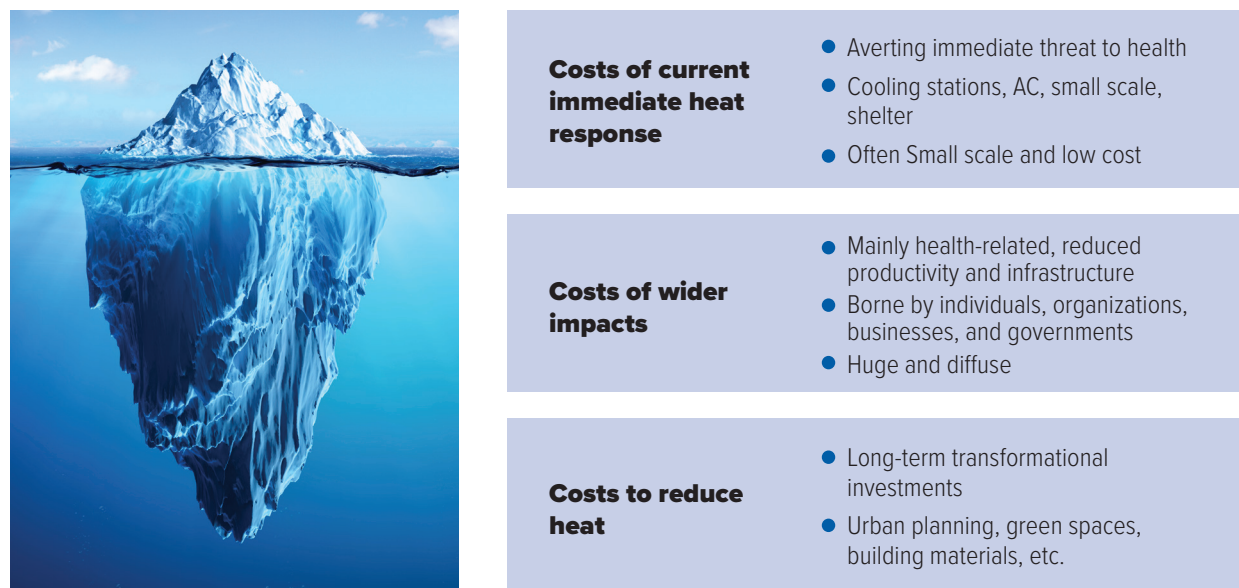 Costs of current
immediate heat
response
● Averting immediate threat to health
● Cooling stations, AC, small scale,
shelter
● Often Small scale and low cost
Costs of wider
impacts
● Mainly health-related, reduced
productivity and infrastructure
● Borne by individuals, organizations,
businesses, and governments
● Huge and diffuse
Costs to reduce
heat
● Long-term transformational
investments
● Urban planning, green spaces,
building materials, etc.